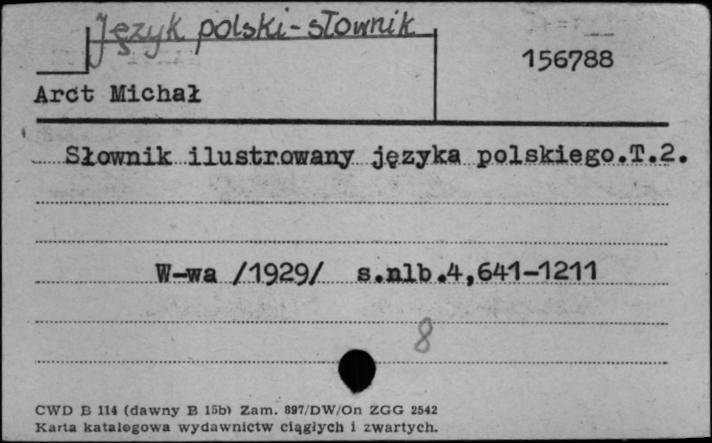 Język polski-słownik
156788
Arct Michał
Słownik ilustrowany języka polskiego.T.2.
W-wa /1929/ s.nlb.4,641-1211
8
CWD B 114 (dawny B 15b) Zam. 897/DW/On ZGG 2542
Karta katalogowa wydawnictw ciągłych i zwartych.